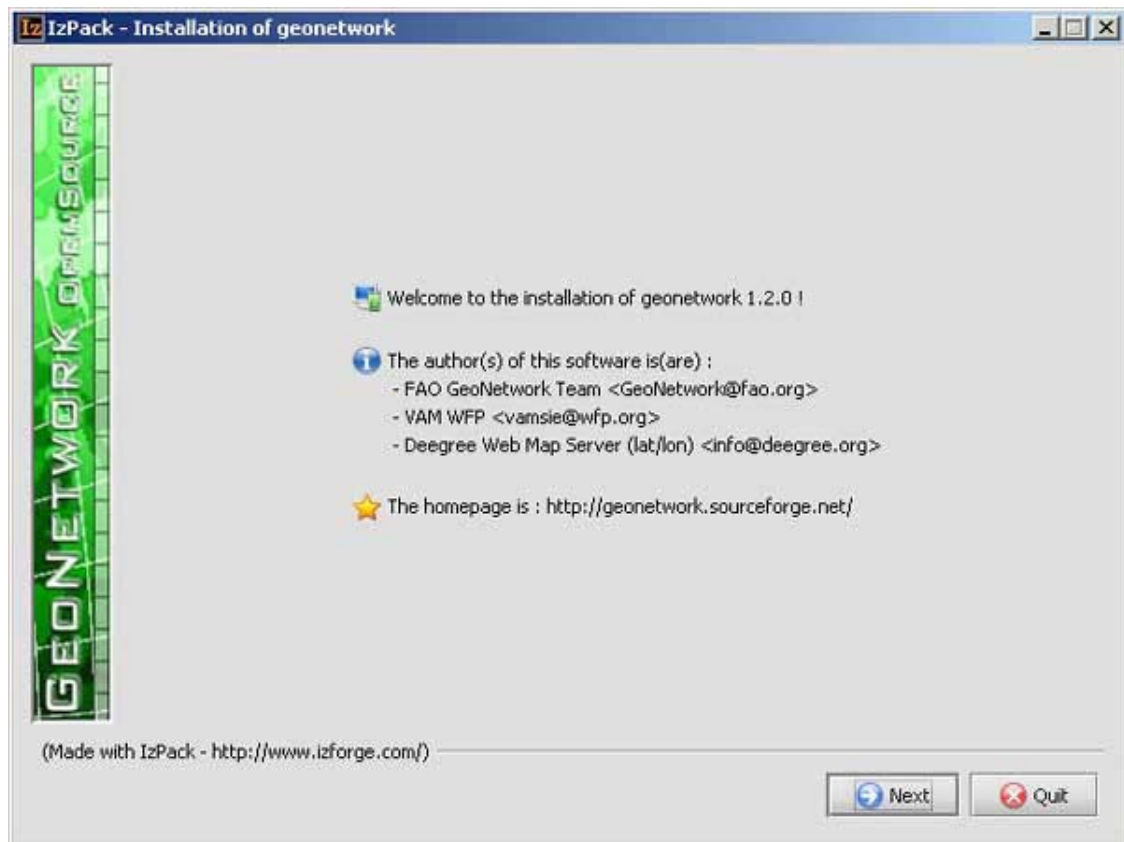 Iz IzPack - Installation of geonetwork
GEONETWORK OPENSOURCE
Welcome to the installation of geonetwork 1.2.0 !
The author(s) of this software is(are) :
- FAO GeoNetwork Team <GeoNetwork@fao.org>
- VAM WFP <vamsie@wfp.org>
- Deegree Web Map Server (lat/lon) <info@deegree.org>
The homepage is : http://geonetwork.sourceforge.net/
(Made with IzPack - http://www.izforge.com/)
Next
Quit